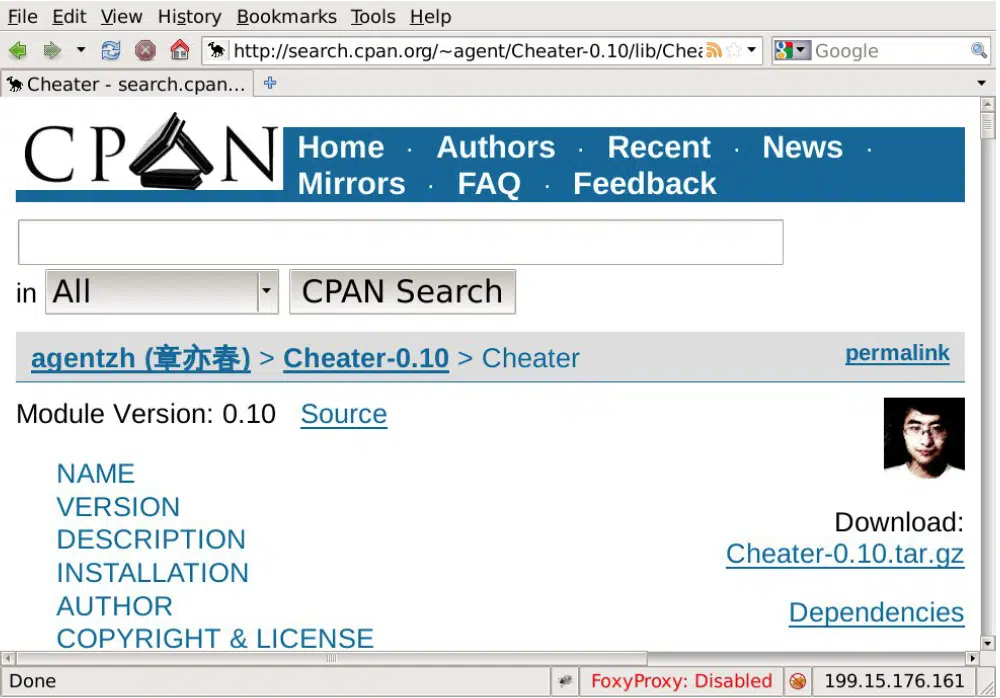 File Edit View History Bookmarks Tools Help
http://search.cpan.org/~agent/Cheater-0.10/lib/Chea Google
Cheater - search.cpan...
CPAN
Home · Authors · Recent · News ·
Mirrors · FAQ · Feedback
in All CPAN Search
agentzh (章亦春) > Cheater-0.10 > Cheater permalink
Module Version: 0.10 Source
NAME
VERSION
DESCRIPTION
INSTALLATION
AUTHOR
COPYRIGHT & LICENSE
Download:
Cheater-0.10.tar.gz
Dependencies
Done FoxyProxy: Disabled 199.15.176.161